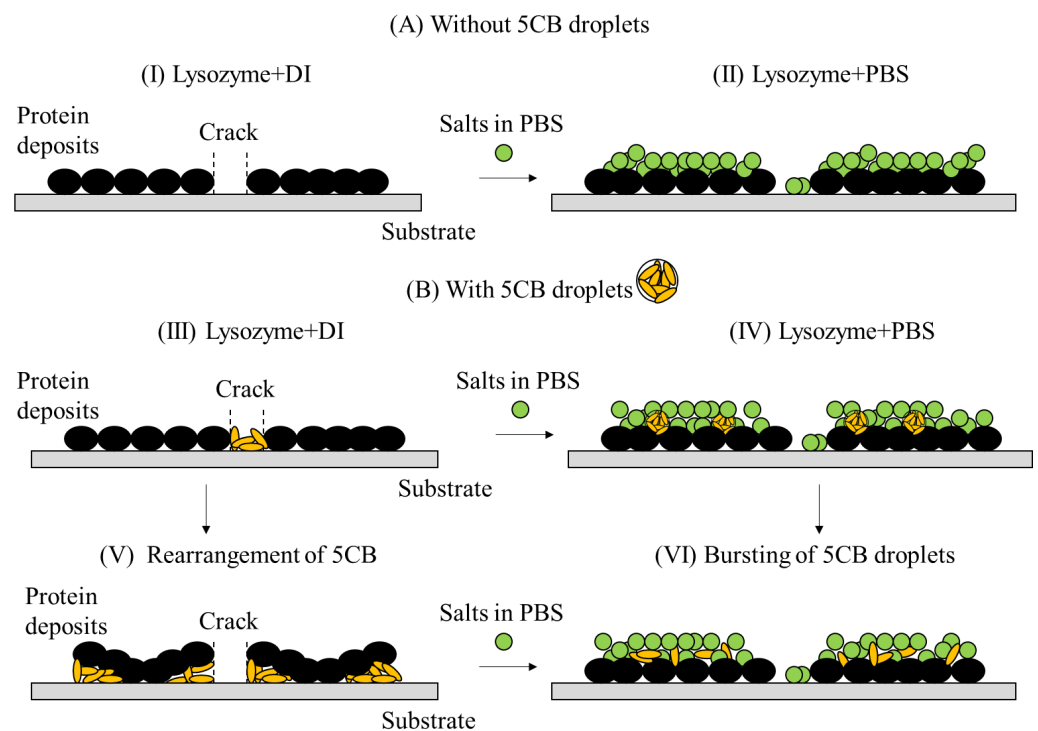 (A) Without 5CB droplets
(I) Lysozyme+DI
(II) Lysozyme+PBS
Protein
deposits
Crack
Salts in PBS
Substrate
(B) With 5CB droplets
(III) Lysozyme+DI
(IV) Lysozyme+PBS
Protein
deposits
Crack
Salts in PBS
Substrate
(V) Rearrangement of 5CB
(VI) Bursting of 5CB droplets
Protein
deposits
Crack
Salts in PBS
Substrate